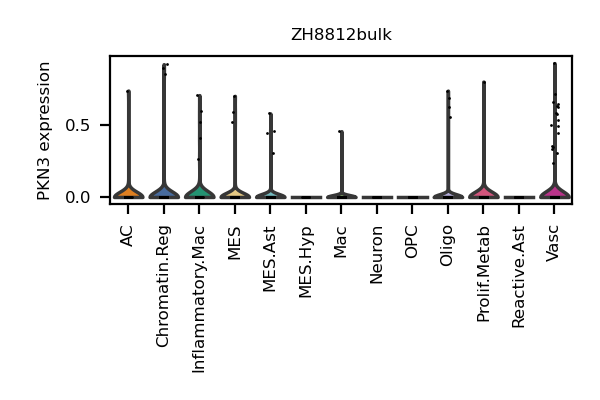 ZH8812bulk
PKN3 expression
0.5
0.0
AC
Chromatin.Reg
Inflammatory.Mac
MES
MES.Ast
MES.Hyp
Mac
Neuron
OPC
Oligo
Prolif.Metab
Reactive.Ast
Vasc